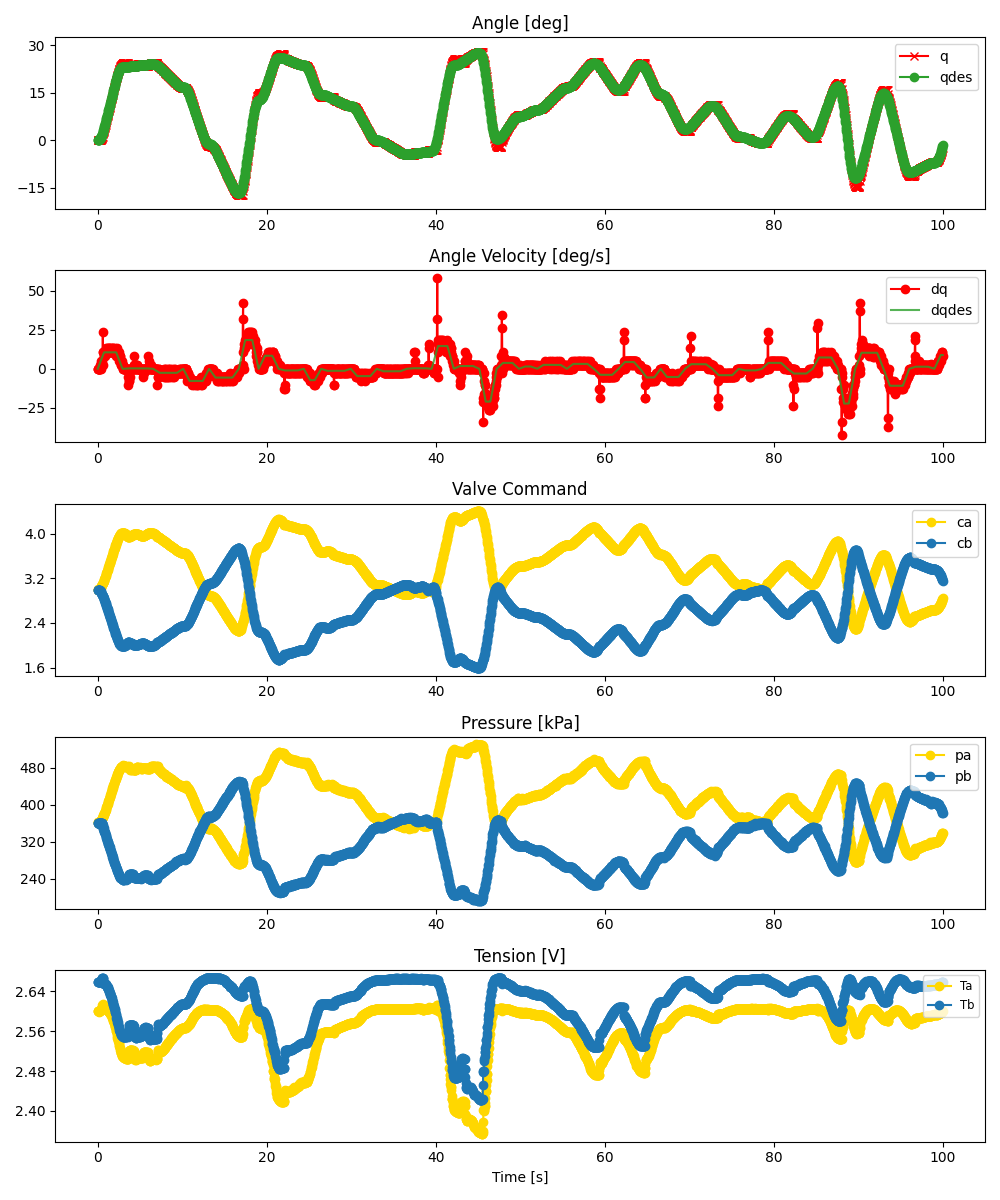 Angle [deg]
30
15
0
−15
q
qdes
0 20 40 60 80 100
Angle Velocity [deg/s]
50
25
0
−25
dq
dqdes
0 20 40 60 80 100
Valve Command
4.0
3.2
2.4
1.6
ca
cb
0 20 40 60 80 100
Pressure [kPa]
480
400
320
240
pa
pb
0 20 40 60 80 100
Tension [V]
2.64
2.56
2.48
2.40
Ta
Tb
0 20 40 60 80 100
Time [s]